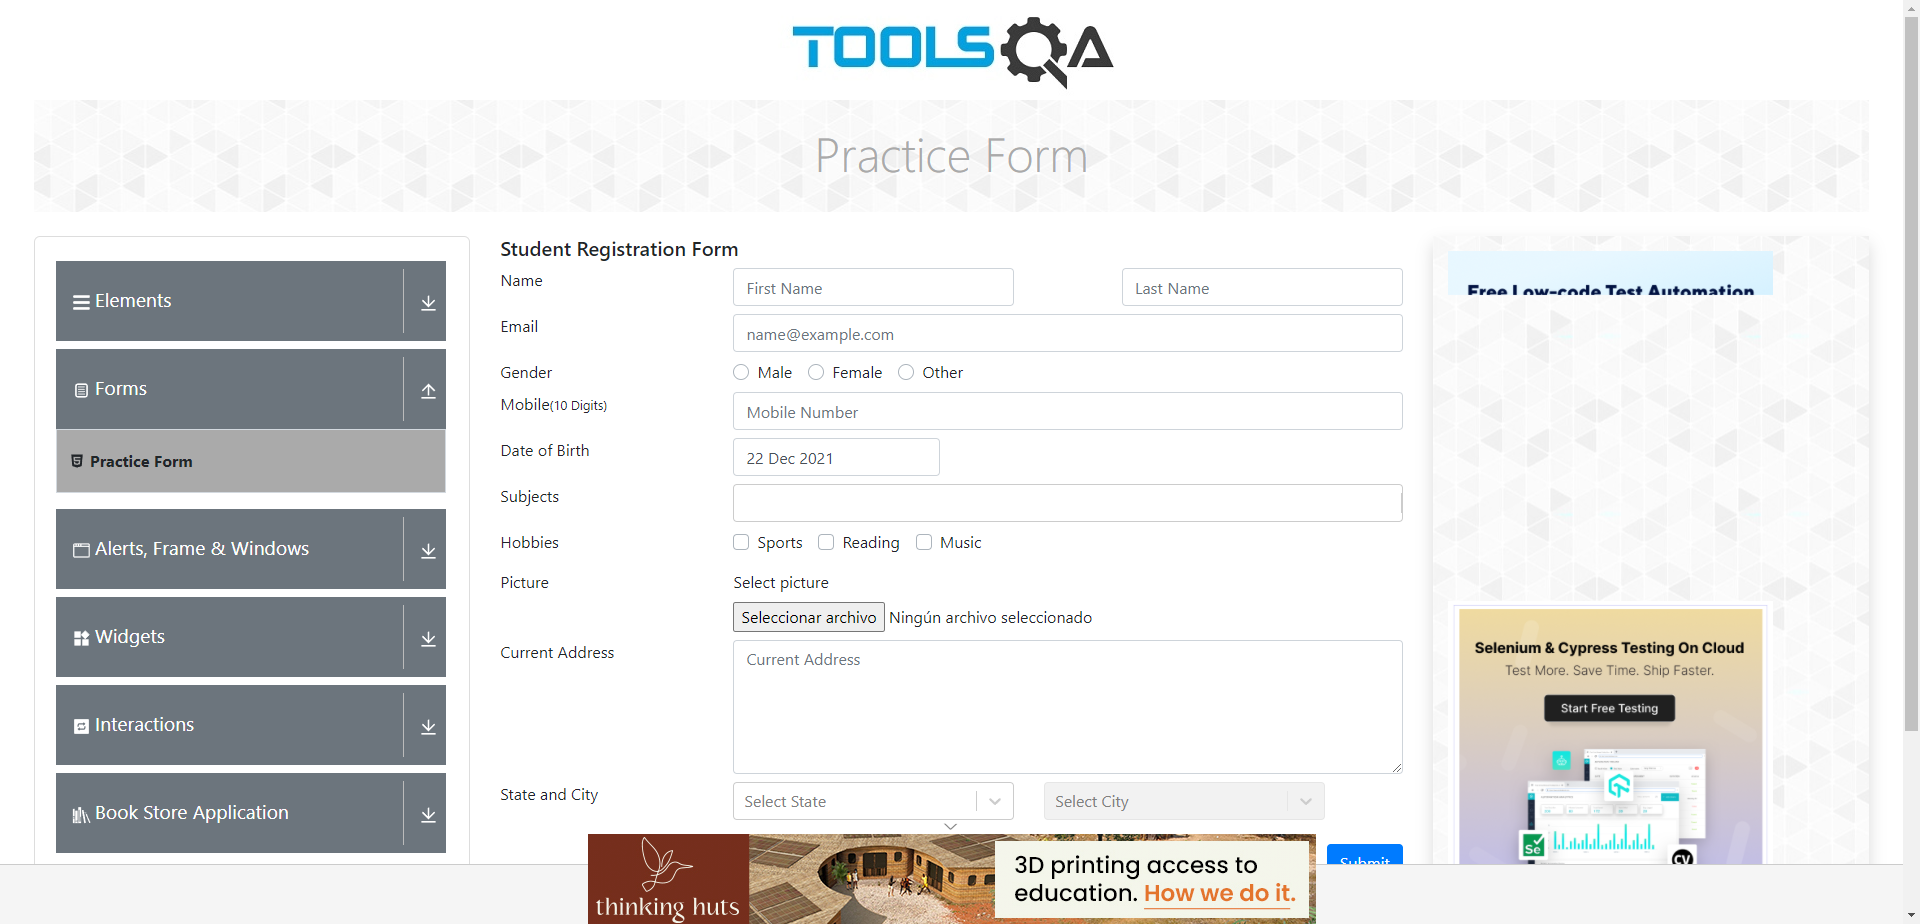 TOOLSQA
Practice Form
Elements
Forms
Practice Form
Alerts, Frame & Windows
Widgets
Interactions
Book Store Application
Student Registration Form
Name
First Name
Last Name
Email
name@example.com
Gender
Male
Female
Other
Mobile(10 Digits)
Mobile Number
Date of Birth
22 Dec 2021
Subjects
Hobbies
Sports
Reading
Music
Picture
Select picture
Seleccionar archivo
Ningún archivo seleccionado
Current Address
Current Address
State and City
Select State
Select City
Submit
Free Low-code Test Automation
Selenium & Cypress Testing On Cloud
Test More. Save Time. Ship Faster.
Start Free Testing
Se
CY
thinking huts
3D printing access to
education. How we do it.